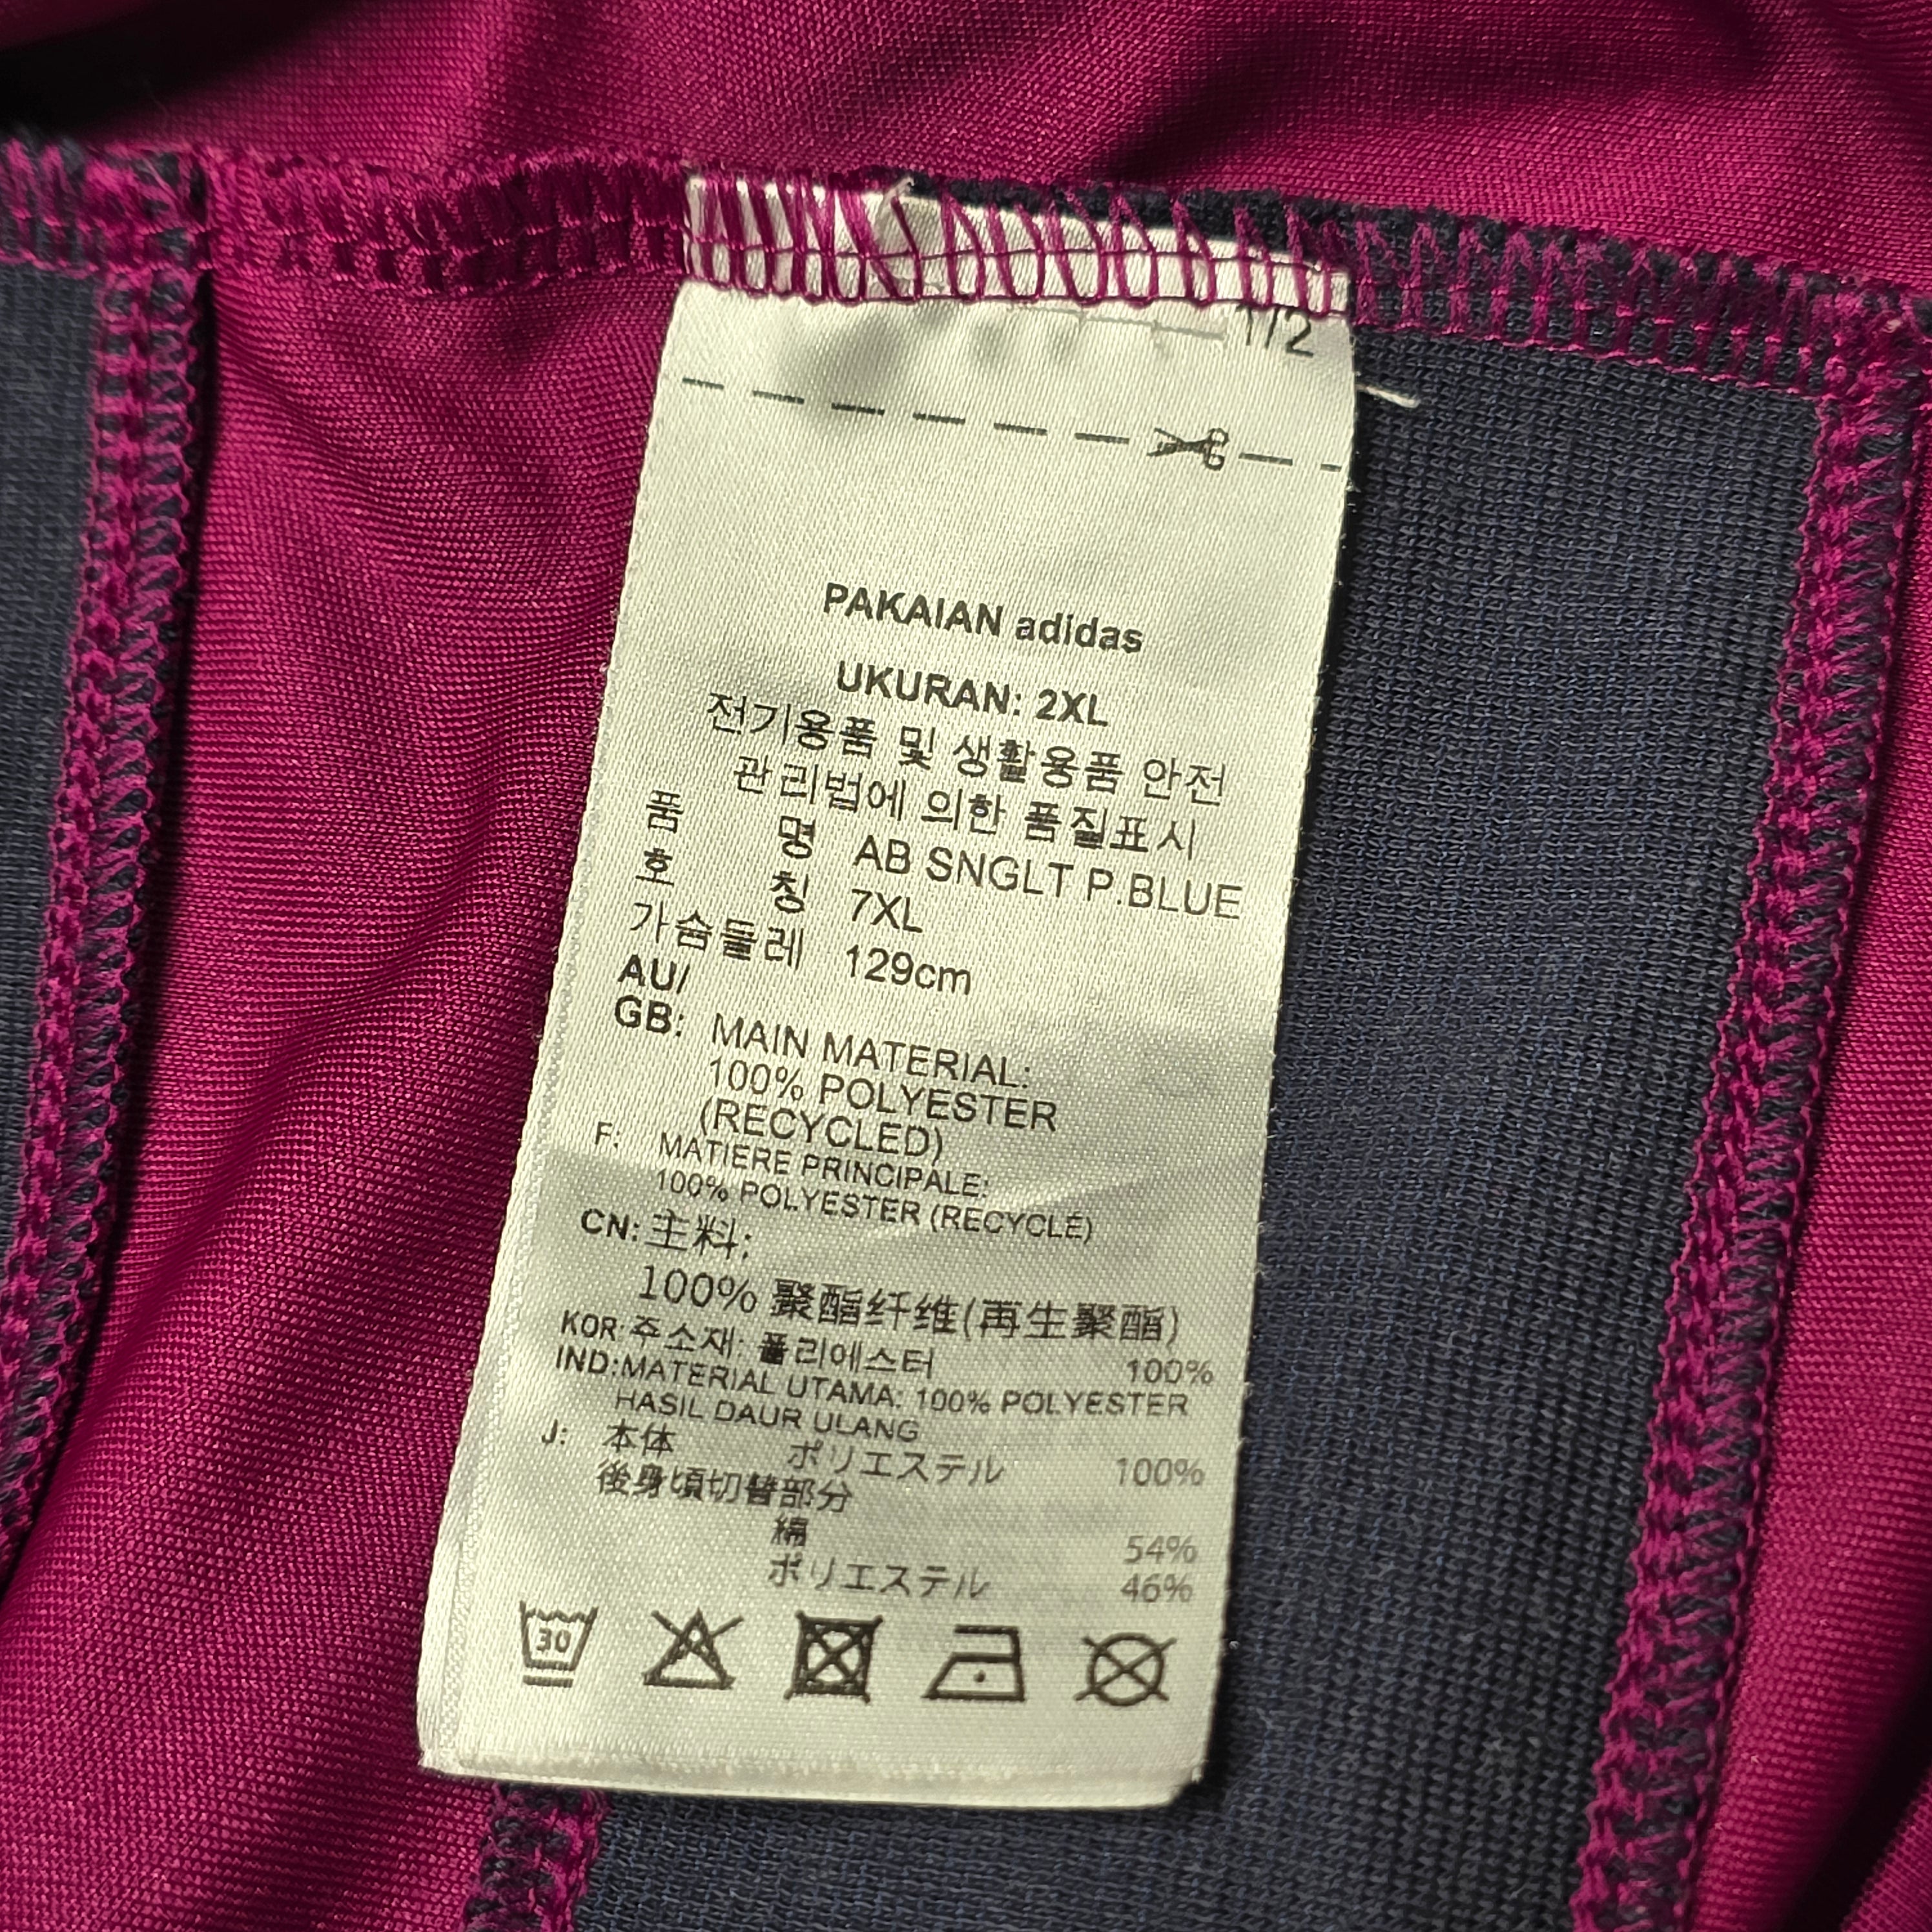 1/2
PAKAIAN adidas
UKURAN: 2XL
전기용품 및 생활용품 안전
관리법에 의한 품질표시
품 명 AB SNGLT P.BLUE
호 칭 7XL
가슴둘레 129cm
AU/
GB: MAIN MATERIAL:
100% POLYESTER
(RECYCLED)
F: MATIERE PRINCIPALE:
100% POLYESTER (RECYCLÉ)
CN: 主料:
100% 聚酯纤维(再生聚酯)
KOR: 주소재: 폴리에스터 100%
IND:MATERIAL UTAMA: 100% POLYESTER
HASIL DAUR ULANG
J: 本体 ポリエステル 100%
後身頃切替部分
綿 54%
ポリエステル 46%
30